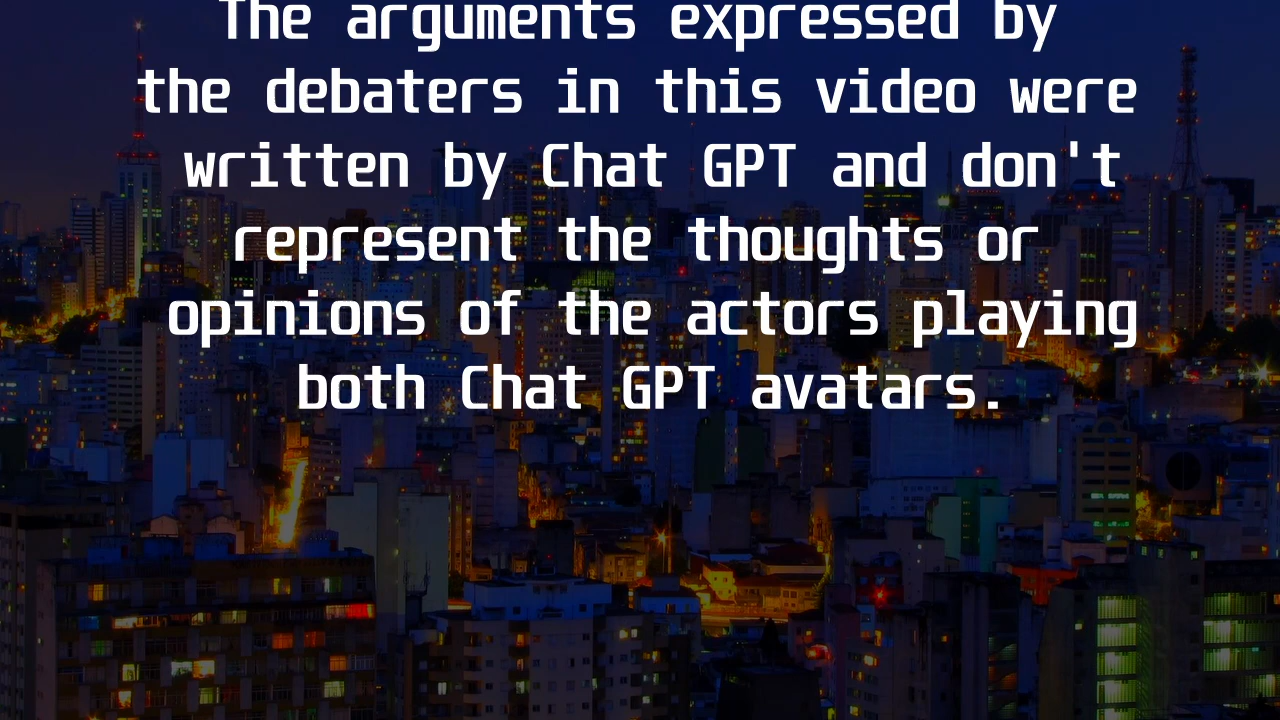 The arguments expressed by
the debaters in this video were
written by Chat GPT and don't
represent the thoughts or
opinions of the actors playing
both Chat GPT avatars.